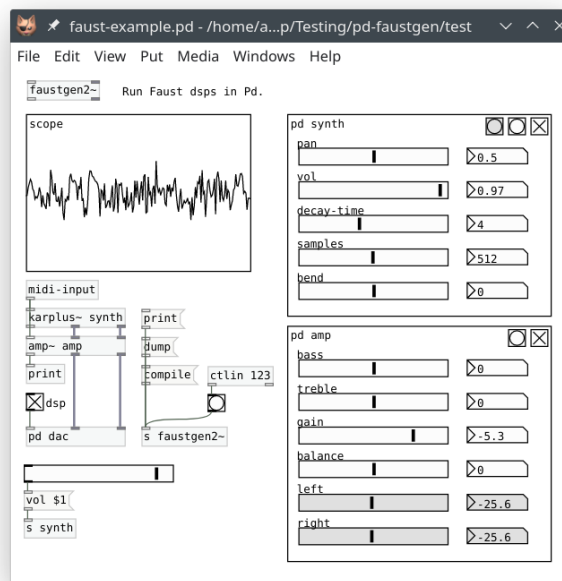 faust-example.pd - /home/a...p/Testing/pd-faustgen/test
File Edit View Put Media Windows Help
faustgen2~ Run Faust dsps in Pd.
scope
midi-input
karplus~ synth
amp~ amp
print
dsp
pd dac
print
dump
compile
ctlin 123
s faustgen2~
vol $1
s synth
pd synth
pan
0.5
vol
0.97
decay-time
4
samples
512
bend
0
pd amp
bass
0
treble
0
gain
-5.3
balance
0
left
-25.6
right
-25.6